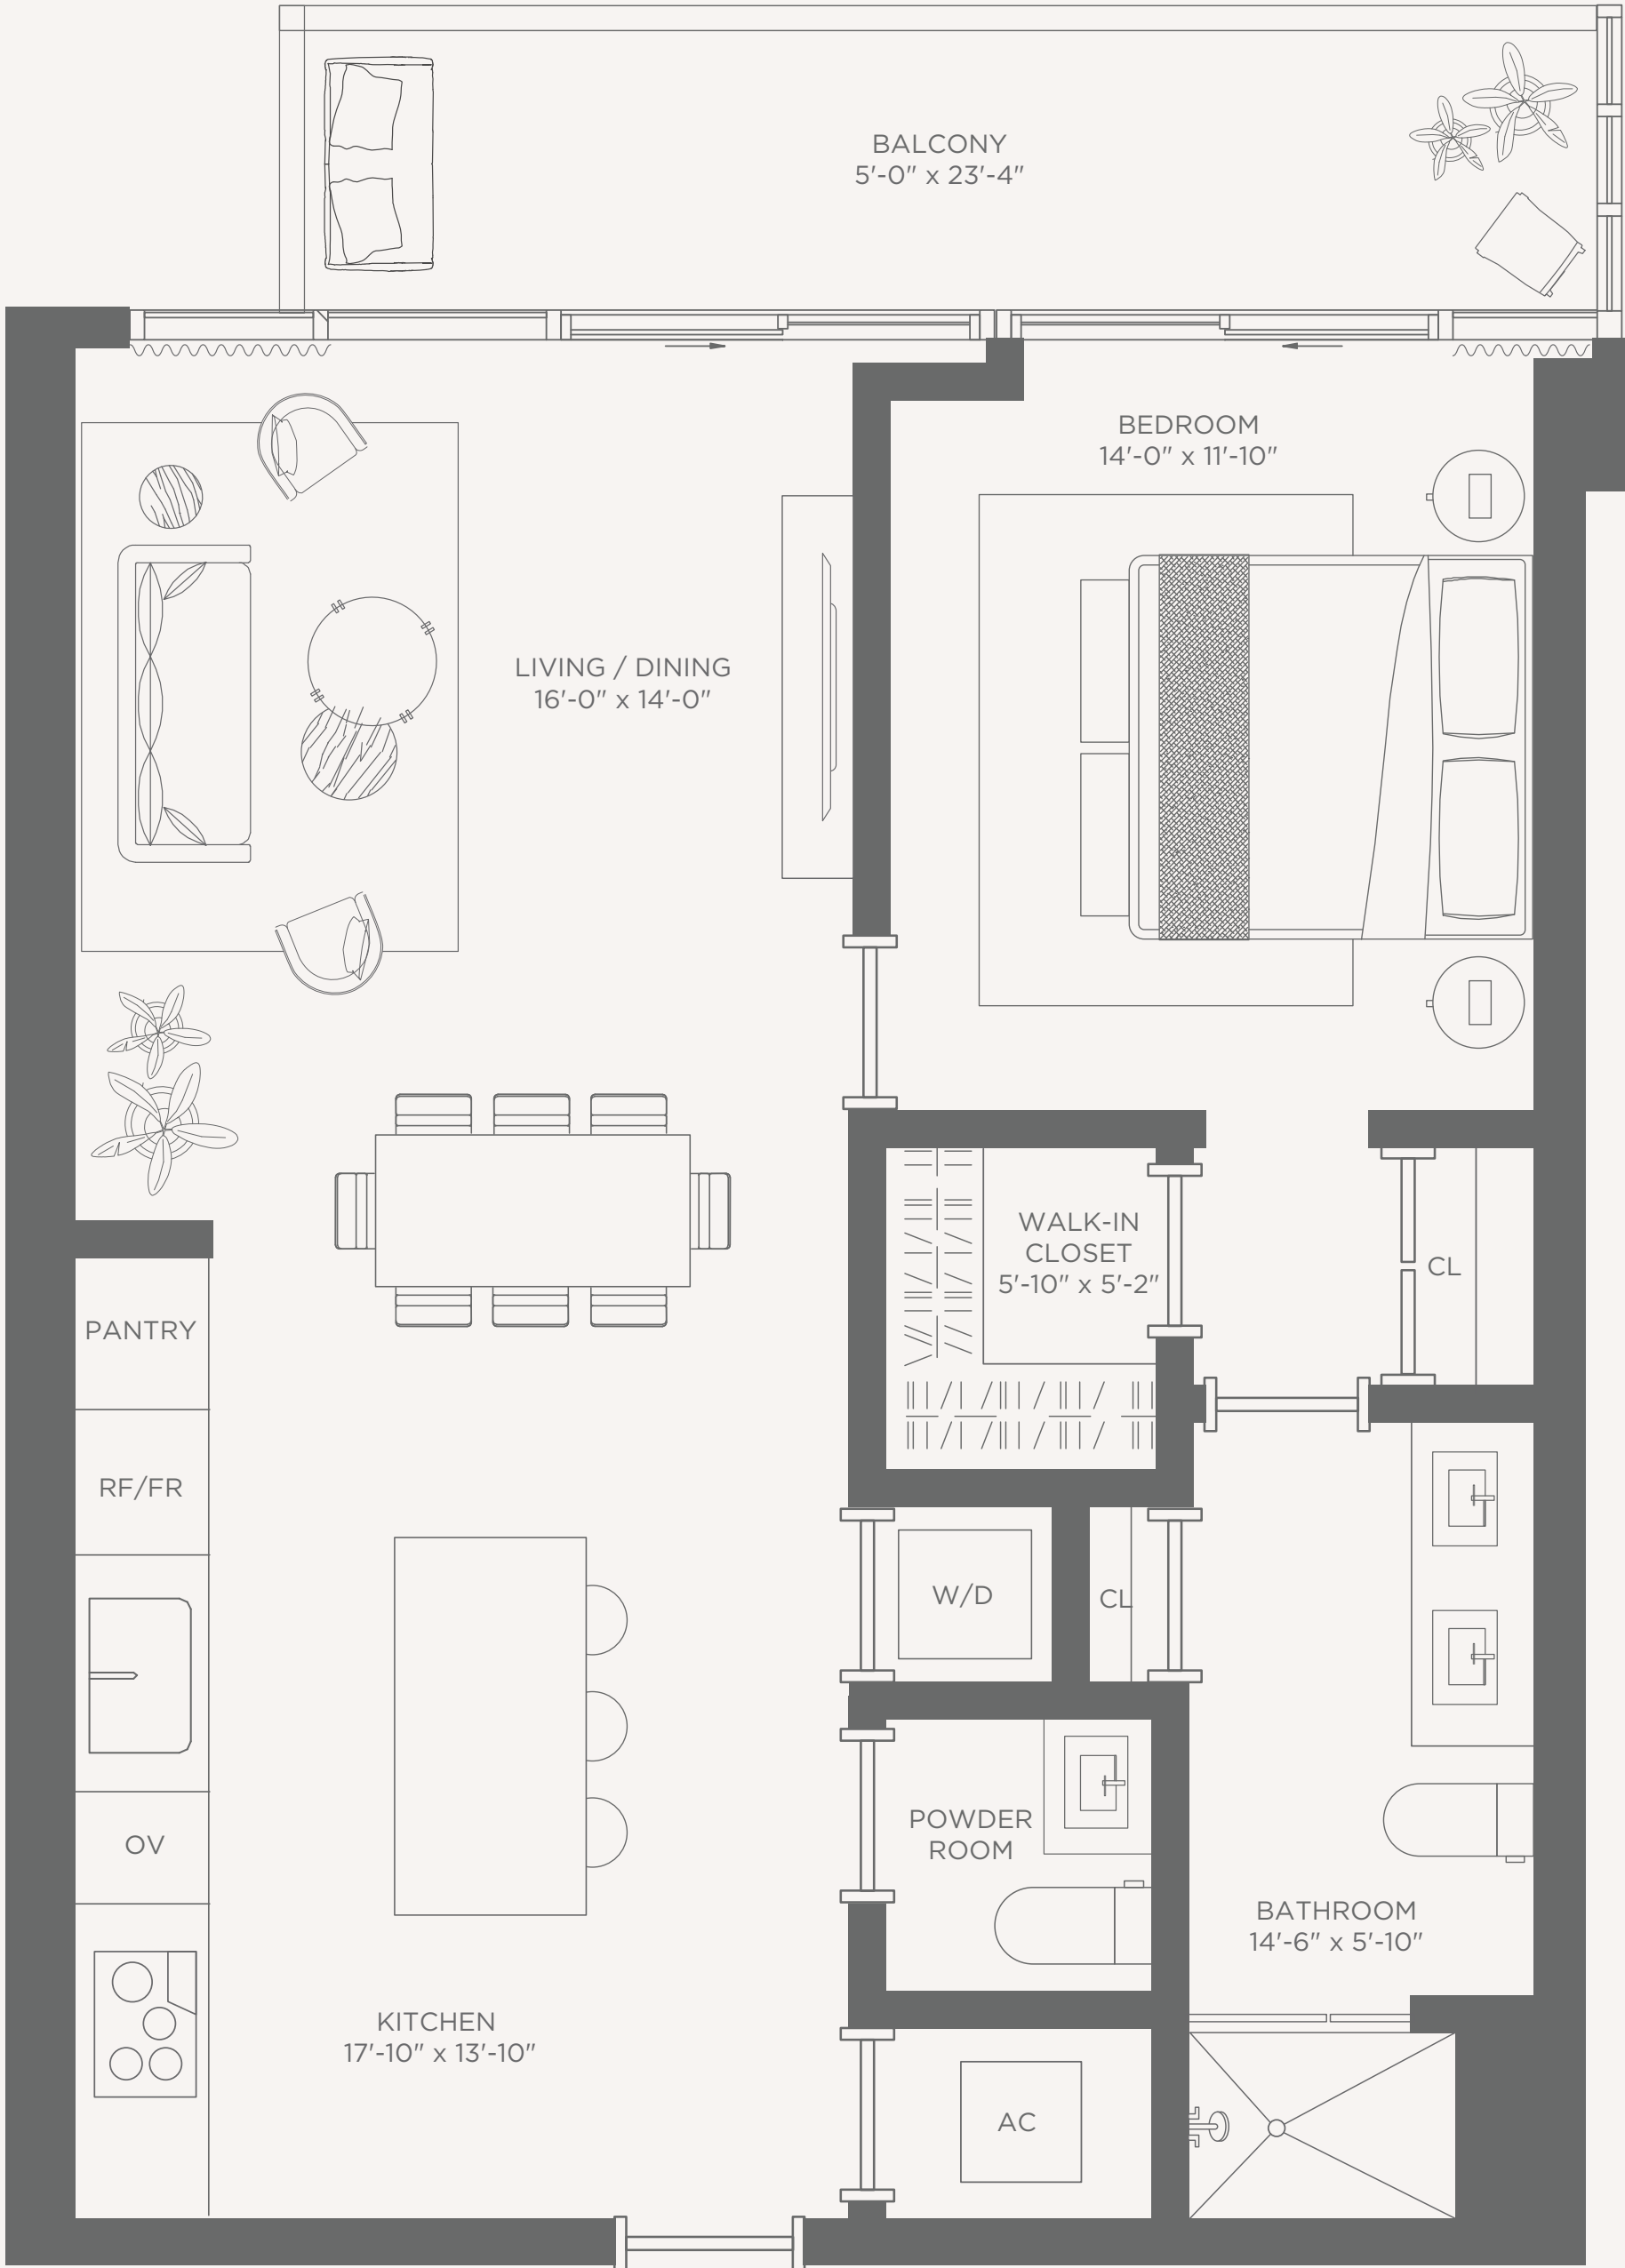 BALCONY
5'-0" x 23'-4"
BEDROOM
14'-0" x 11'-10"
LIVING / DINING
16'-0" x 14'-0"
WALK-IN
CLOSET
5'-10" x 5'-2"
CL
PANTRY
RF/FR
W/D
CL
POWDER
ROOM
OV
BATHROOM
14'-6" x 5'-10"
KITCHEN
17'-10" x 13'-10"
AC